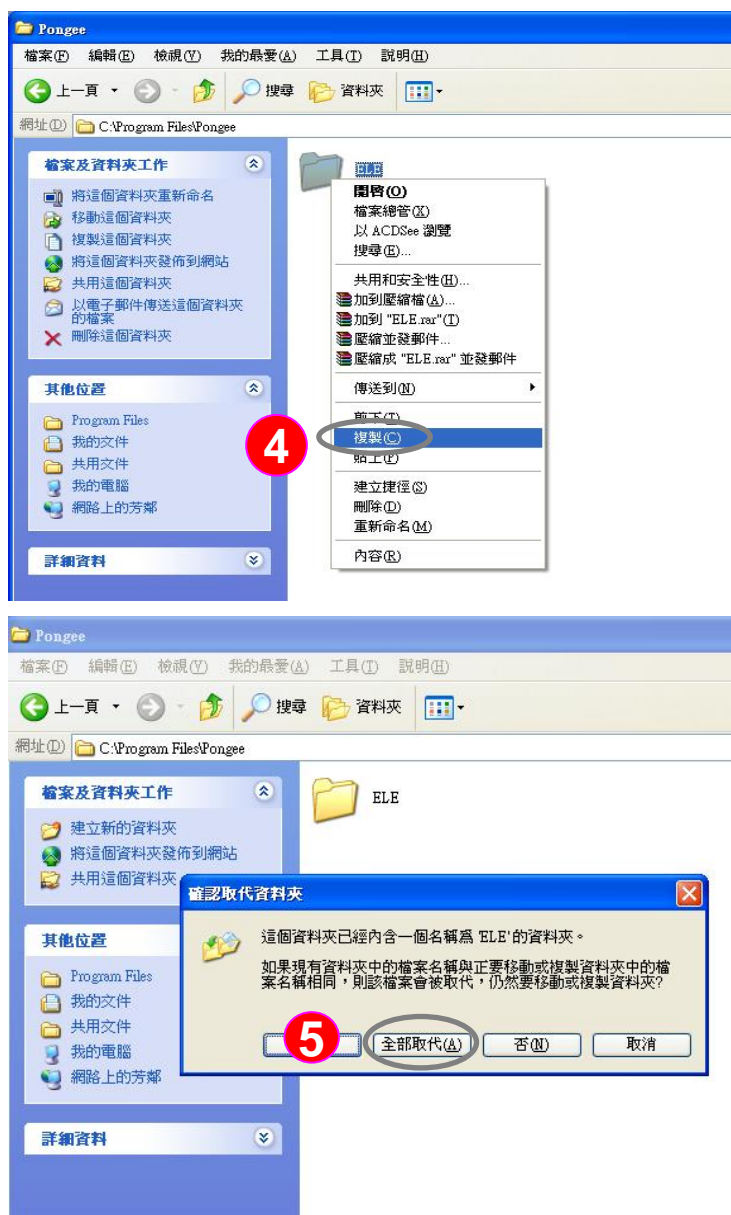 Pongee
檔案(F) 編輯(E) 檢視(V) 我的最愛(A) 工具(T) 說明(H)
上一頁 搜尋 資料夾
網址(D) C:\Program Files\Pongee
檔案及資料夾工作
將這個資料夾重新命名
移動這個資料夾
複製這個資料夾
將這個資料夾發佈到網站
共用這個資料夾
以電子郵件傳送這個資料夾
的檔案
刪除這個資料夾
其他位置
Program Files
我的文件
共用文件
我的電腦
網路上的芳鄰
詳細資料
ELE
開啓(O)
檔案總管(X)
以 ACDSee 瀏覽
搜尋(E)...
共用和安全性(H)...
加到壓縮檔(A)...
加到 "ELE.rar"(T)
壓縮並發郵件...
壓縮成 "ELE.rar" 並發郵件
傳送到(N)
剪下(T)
4
複製(C)
貼上(P)
建立捷徑(S)
刪除(D)
重新命名(M)
內容(R)
Pongee
檔案(F) 編輯(E) 檢視(V) 我的最愛(A) 工具(T) 說明(H)
上一頁 搜尋 資料夾
網址(D) C:\Program Files\Pongee
檔案及資料夾工作
建立新的資料夾
將這個資料夾發佈到網站
共用這個資料夾
其他位置
Program Files
我的文件
共用文件
我的電腦
網路上的芳鄰
詳細資料
ELE
確認取代資料夾
這個資料夾已經內含一個名稱為 'ELE' 的資料夾。
如果現有資料夾中的檔案名稱與正要移動或複製資料夾中的檔
案名稱相同，則該檔案會被取代，仍然要移動或複製資料夾?
5 全部取代(A) 否(N) 取消